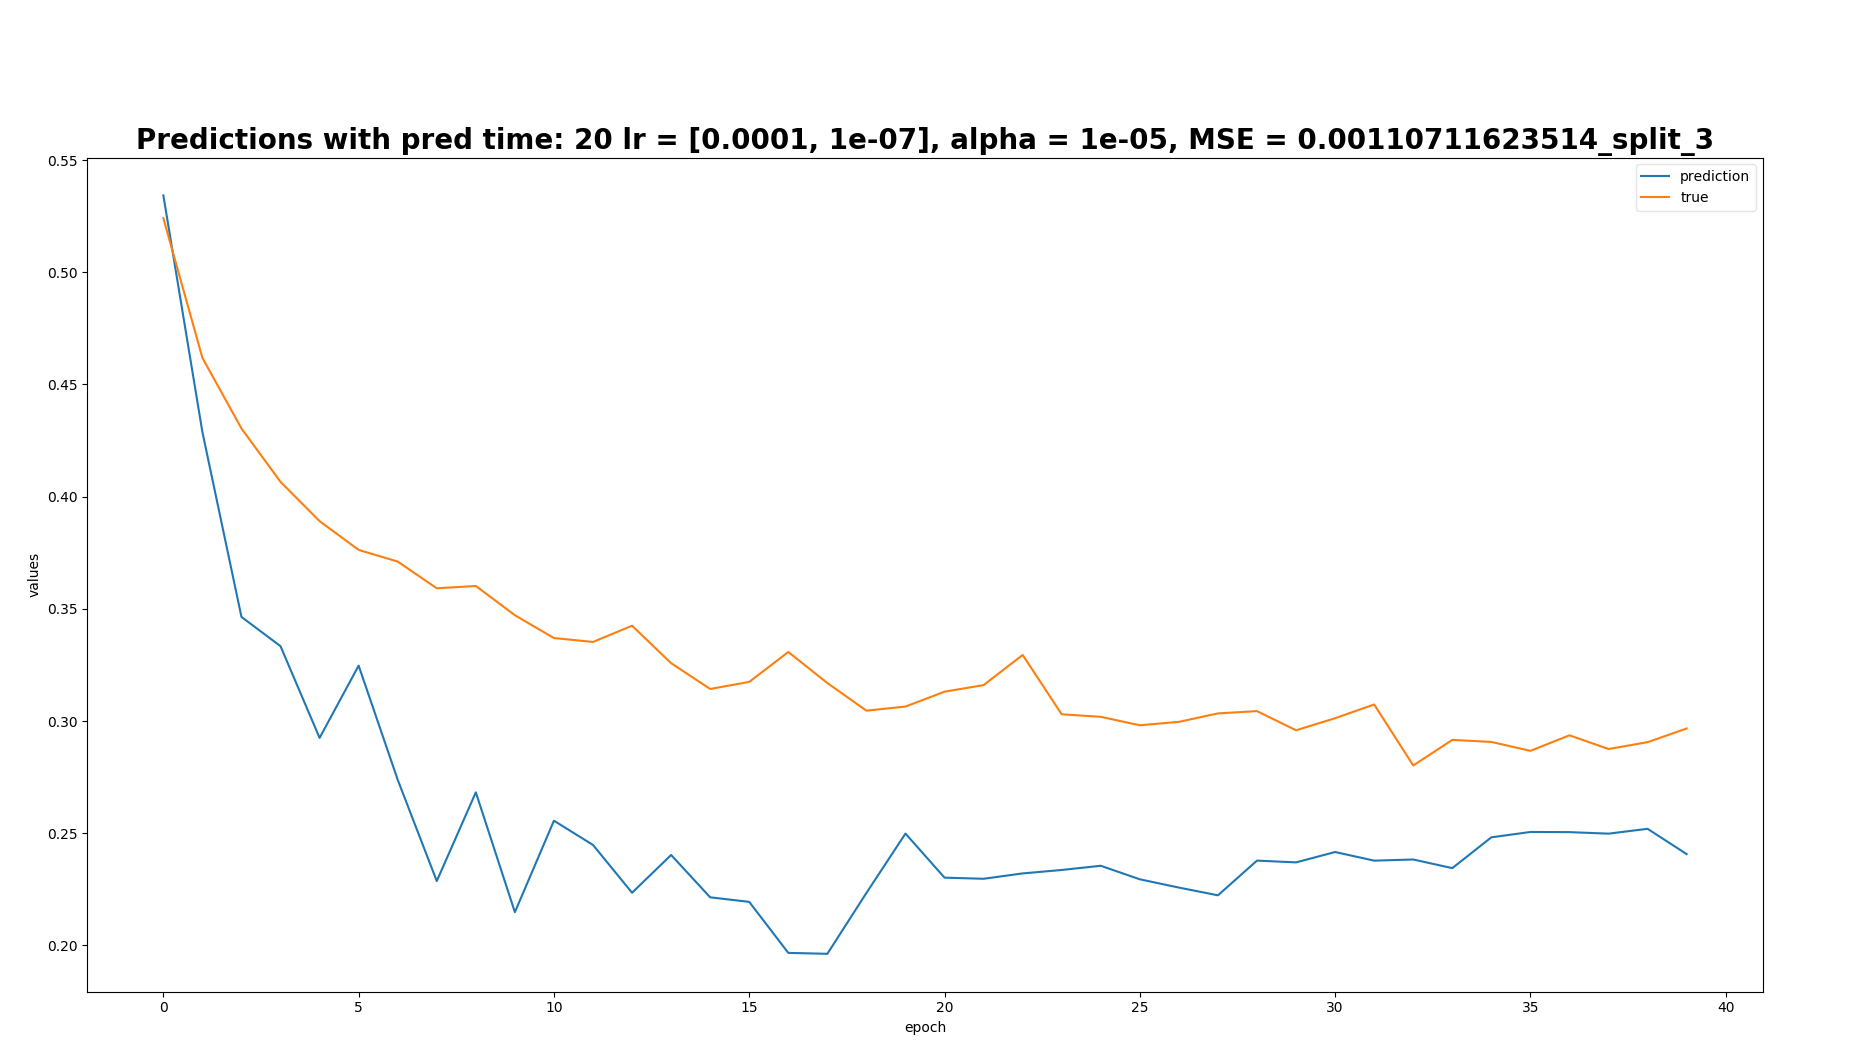 Predictions with pred time: 20 lr = [0.0001, 1e-07], alpha = 1e-05, MSE = 0.00110711623514_split_3
prediction
true
values
0.55
0.50
0.45
0.40
0.35
0.30
0.25
0.20
0 5 10 15 20 25 30 35 40
epoch